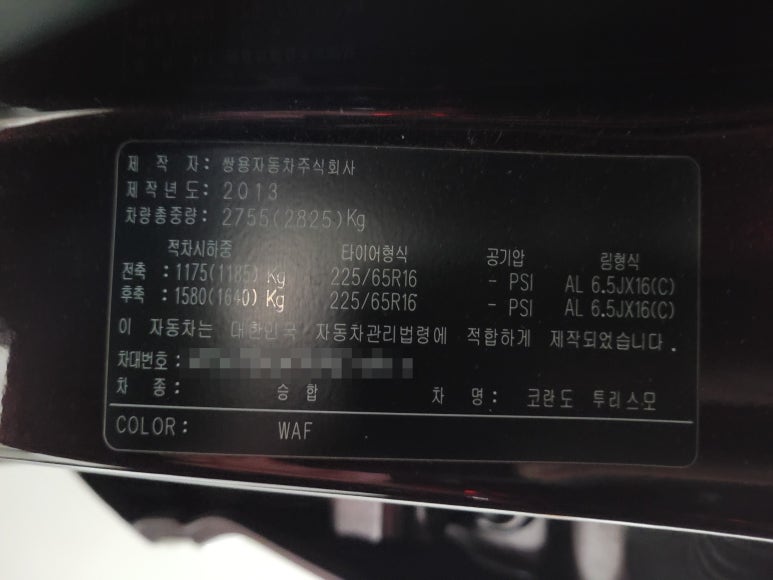 제 작 자 : 쌍용자동차주식회사
제작년도: 2013
차량총중량: 2755(2825)Kg
적차시하중 타이어형식 공기압 림형식
전축 : 1175(1185) Kg 225/65R16 - PSI AL 6.5JX16(C)
후축 : 1580(1640) Kg 225/65R16 - PSI AL 6.5JX16(C)
이 자동차는 대한민국 자동차관리법령에 적합하게 제작되었습니다.
차대번호 :
차 종 : 승 합 차 명 : 코란도 투리스모
COLOR : WAF